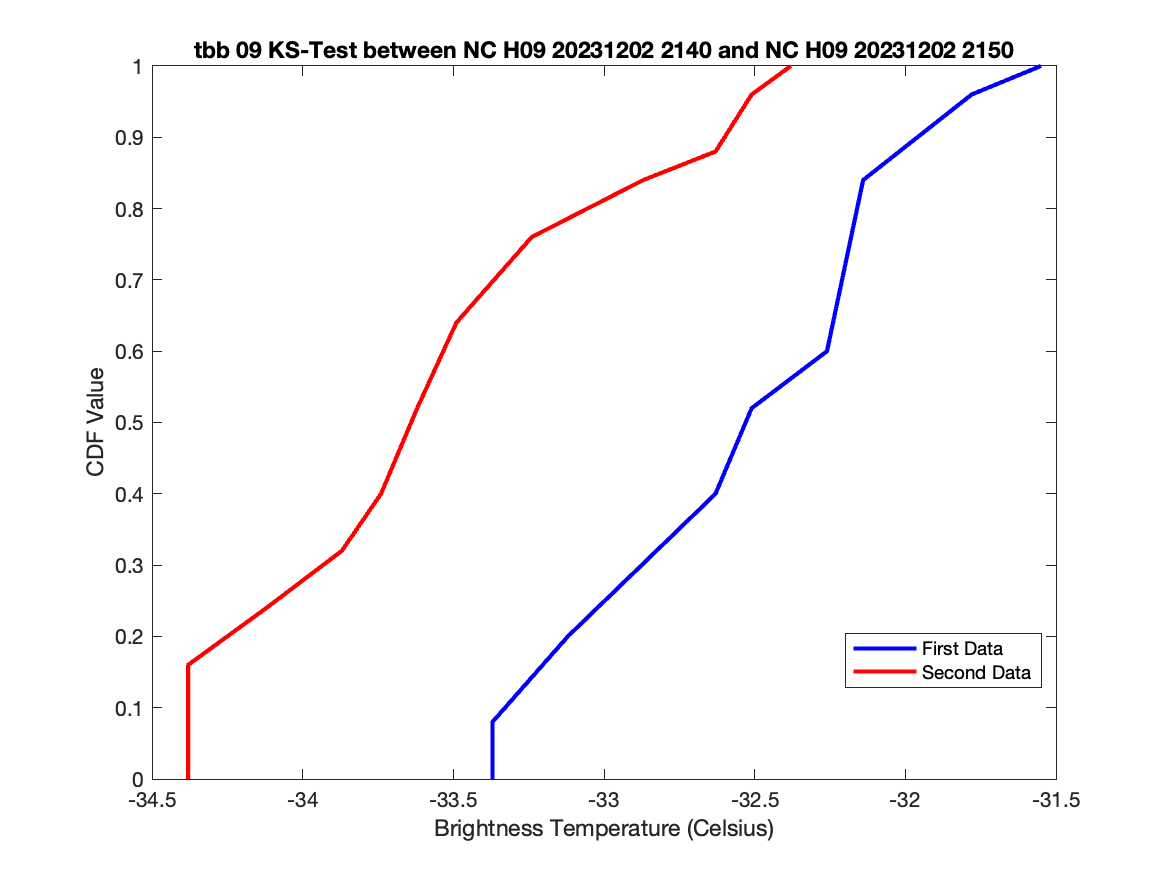 tbb 09 KS-Test between NC H09 20231202 2140 and NC H09 20231202 2150
1
0.9
0.8
0.7
0.6
0.5
0.4
0.3
0.2
0.1
0
CDF Value
First Data
Second Data
-34.5 -34 -33.5 -33 -32.5 -32 -31.5
Brightness Temperature (Celsius)